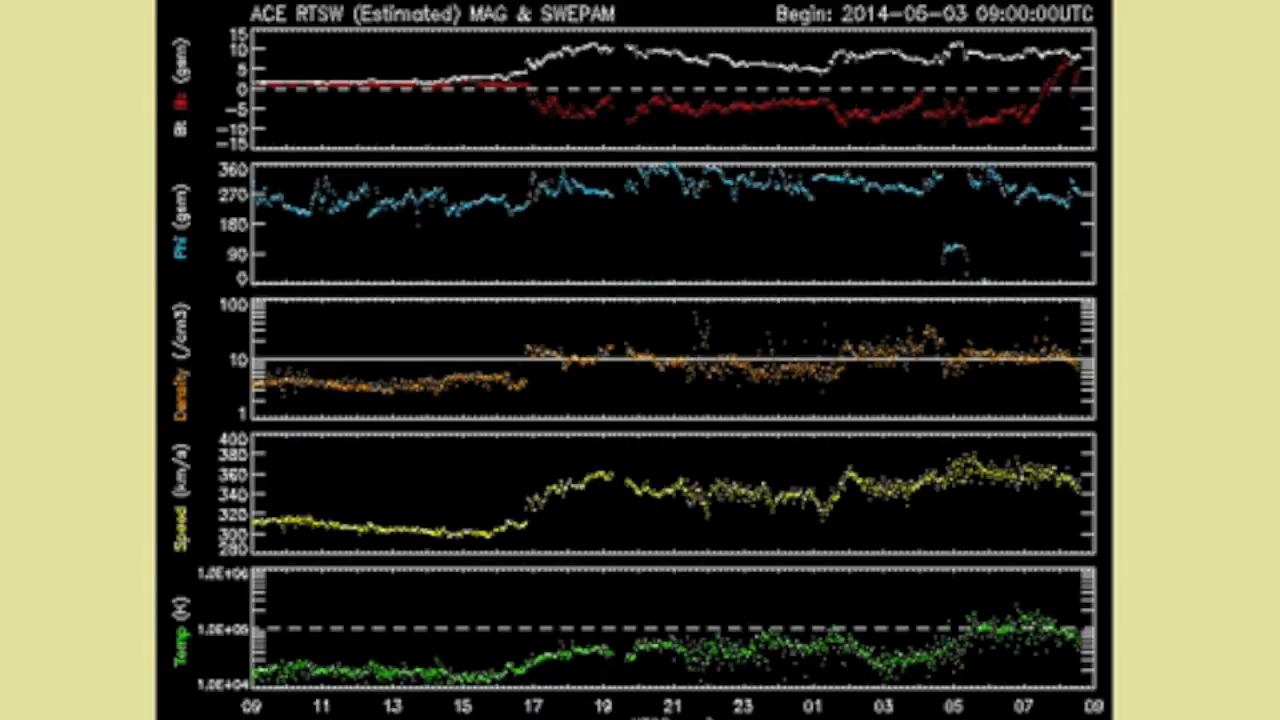 ACE RTSW (Estimated) MAG & SWEPAM Begin: 2014-05-03 09:00:00UTC
Bt Bz (gsm)
15
10
5
0
-5
-10
-15
Phi (gsm)
360
270
180
90
0
Density (/cm3)
100
10
1
Speed (km/s)
400
380
360
340
320
300
280
Temp (K)
1.0E+06
1.0E+05
1.0E+04
09 11 13 15 17 19 21 23 01 03 05 07 09